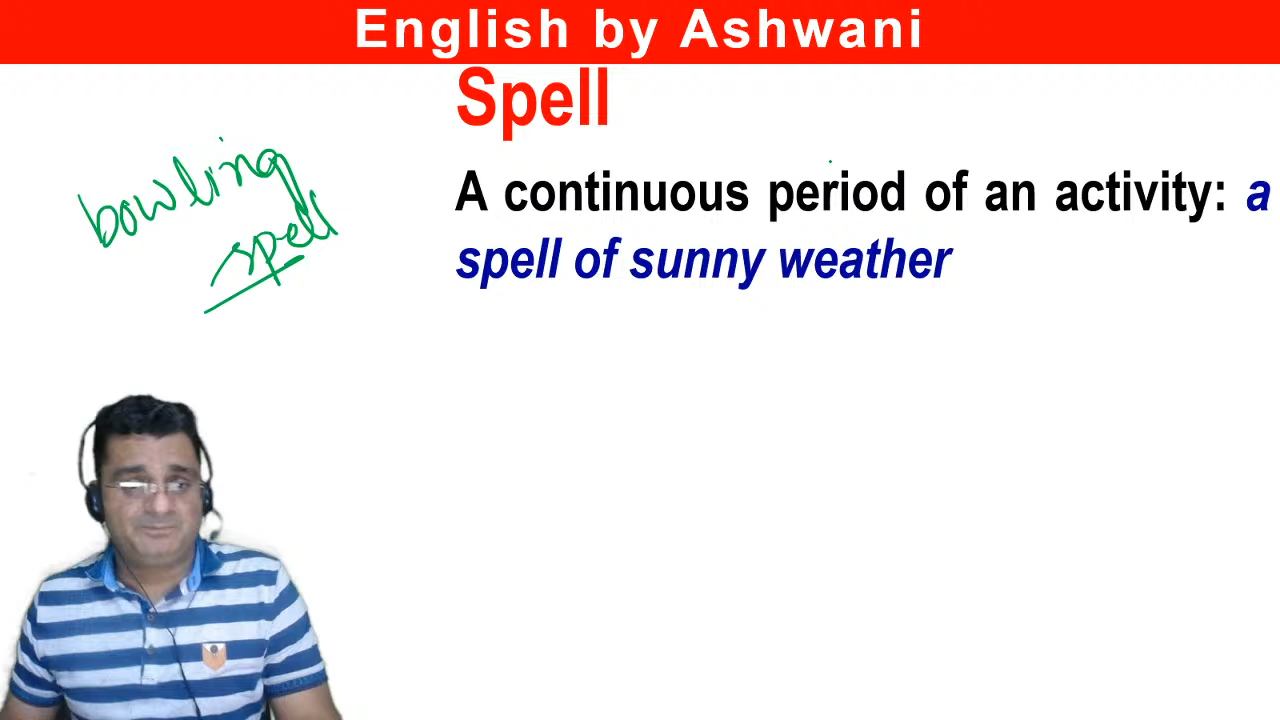 English by Ashwani
Spell
A continuous period of an activity: a
spell of sunny weather
bowling
spell